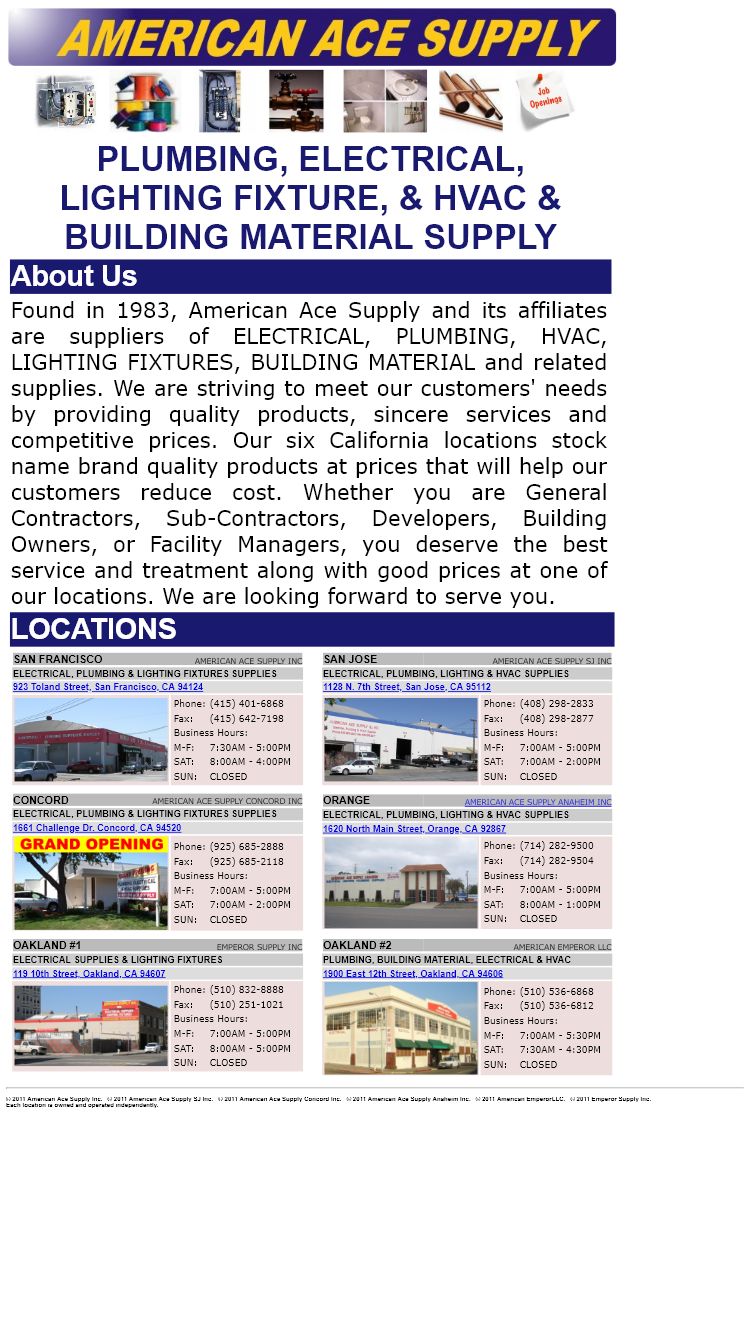 AMERICAN ACE SUPPLY
Job
Openings
PLUMBING, ELECTRICAL,
LIGHTING FIXTURE, & HVAC &
BUILDING MATERIAL SUPPLY
About Us
Found in 1983, American Ace Supply and its affiliates
are suppliers of ELECTRICAL, PLUMBING, HVAC,
LIGHTING FIXTURES, BUILDING MATERIAL and related
supplies. We are striving to meet our customers' needs
by providing quality products, sincere services and
competitive prices. Our six California locations stock
name brand quality products at prices that will help our
customers reduce cost. Whether you are General
Contractors, Sub-Contractors, Developers, Building
Owners, or Facility Managers, you deserve the best
service and treatment along with good prices at one of
our locations. We are looking forward to serve you.
LOCATIONS
SAN FRANCISCO AMERICAN ACE SUPPLY INC
ELECTRICAL, PLUMBING & LIGHTING FIXTURES SUPPLIES
923 Toland Street, San Francisco, CA 94124
Phone: (415) 401-6868
Fax: (415) 642-7198
Business Hours:
M-F: 7:30AM - 5:00PM
SAT: 8:00AM - 4:00PM
SUN: CLOSED
SAN JOSE AMERICAN ACE SUPPLY SJ INC
ELECTRICAL, PLUMBING, LIGHTING & HVAC SUPPLIES
1128 N. 7th Street, San Jose, CA 95112
Phone: (408) 298-2833
Fax: (408) 298-2877
Business Hours:
M-F: 7:00AM - 5:00PM
SAT: 7:00AM - 2:00PM
SUN: CLOSED
CONCORD AMERICAN ACE SUPPLY CONCORD INC
ELECTRICAL, PLUMBING & LIGHTING FIXTURES SUPPLIES
1661 Challenge Dr. Concord, CA 94520
GRAND OPENING
Phone: (925) 685-2888
Fax: (925) 685-2118
Business Hours:
M-F: 7:00AM - 5:00PM
SAT: 7:00AM - 2:00PM
SUN: CLOSED
ORANGE AMERICAN ACE SUPPLY ANAHEIM INC
ELECTRICAL, PLUMBING, LIGHTING & HVAC SUPPLIES
1620 North Main Street, Orange, CA 92867
Phone: (714) 282-9500
Fax: (714) 282-9504
Business Hours:
M-F: 7:00AM - 5:00PM
SAT: 8:00AM - 1:00PM
SUN: CLOSED
OAKLAND #1 EMPEROR SUPPLY INC
ELECTRICAL SUPPLIES & LIGHTING FIXTURES
119 10th Street, Oakland, CA 94607
Phone: (510) 832-8888
Fax: (510) 251-1021
Business Hours:
M-F: 7:00AM - 5:00PM
SAT: 8:00AM - 5:00PM
SUN: CLOSED
OAKLAND #2 AMERICAN EMPEROR LLC
PLUMBING, BUILDING MATERIAL, ELECTRICAL & HVAC
1900 East 12th Street, Oakland, CA 94606
Phone: (510) 536-6868
Fax: (510) 536-6812
Business Hours:
M-F: 7:00AM - 5:30PM
SAT: 7:30AM - 4:30PM
SUN: CLOSED
© 2011 American Ace Supply Inc. © 2011 American Ace Supply SJ Inc. © 2011 American Ace Supply Concord Inc. © 2011 American Ace Supply Anaheim Inc. © 2011 American EmperorLLC. © 2011 Emperor Supply Inc.
Each location is owned and operated independently.